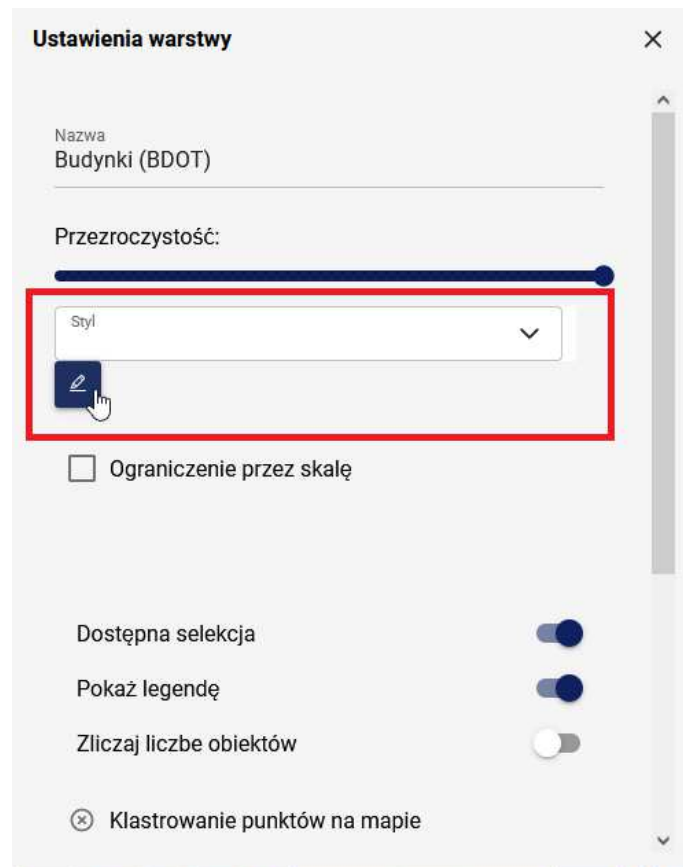 Ustawienia warstwy
Nazwa
Budynki (BDOT)
Przezroczystość:
Styl
Ograniczenie przez skalę
Dostępna selekcja
Pokaż legendę
Zliczaj liczbe obiektów
Klastrowanie punktów na mapie